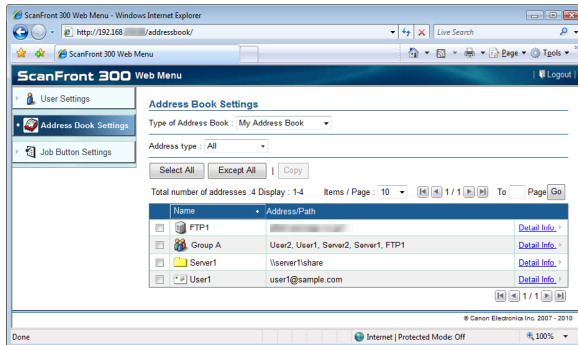 ScanFront 300 Web Menu - Windows Internet Explorer
http://192.168 /addressbook/
Live Search
ScanFront 300 Web Menu
Page Tools
ScanFront 300 Web Menu
Logout
User Settings
Address Book Settings
Job Button Settings
Address Book Settings
Type of Address Book : My Address Book
Address type : All
Select All Except All | Copy
Total number of addresses :4 Display : 1-4 Items / Page : 10 1 / 1 To Page Go
Name Address/Path
FTP1 Detail Info.
Group A User2, User1, Server2, Server1, FTP1 Detail Info.
Server1 \\server1\share Detail Info.
User1 user1@sample.com Detail Info.
1 / 1
© Canon Electronics Inc. 2007 - 2010
Done Internet | Protected Mode: Off 100%